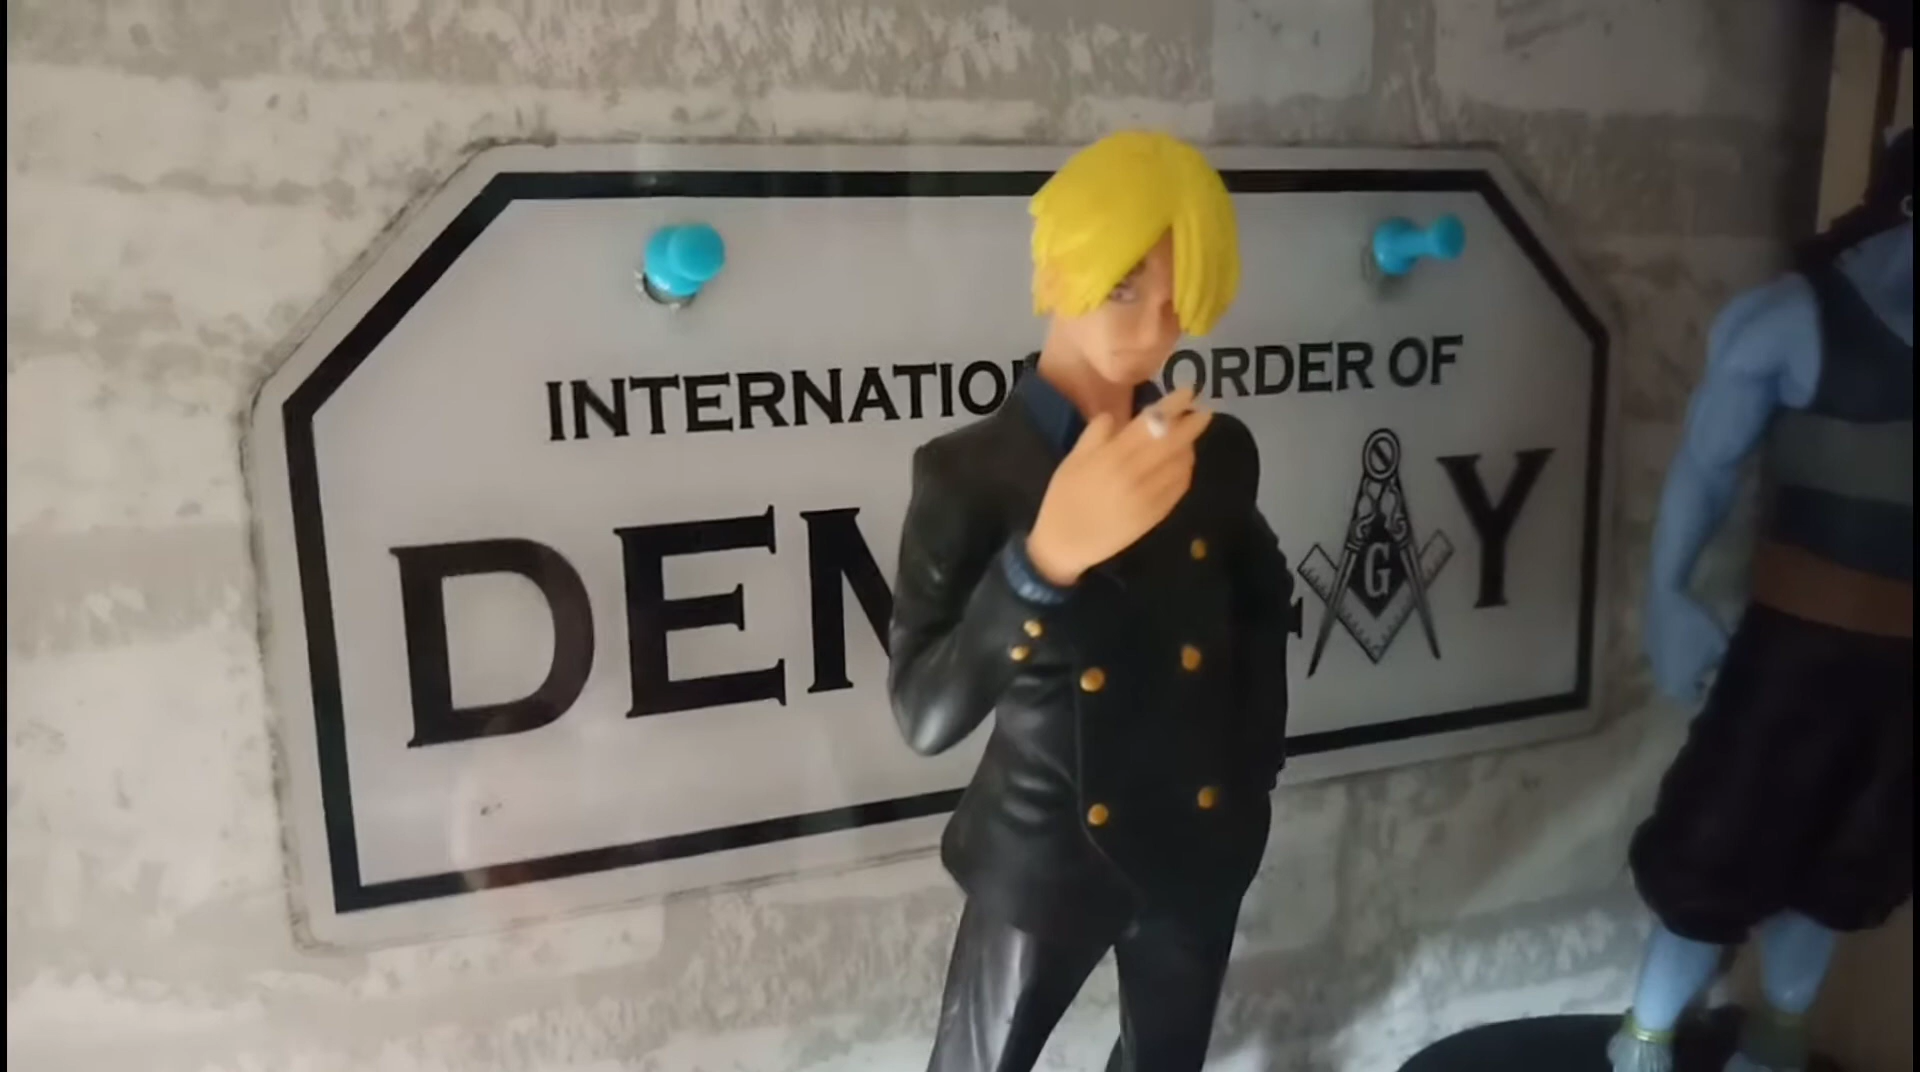 INTERNATIO ORDER OF
DEM Y
G